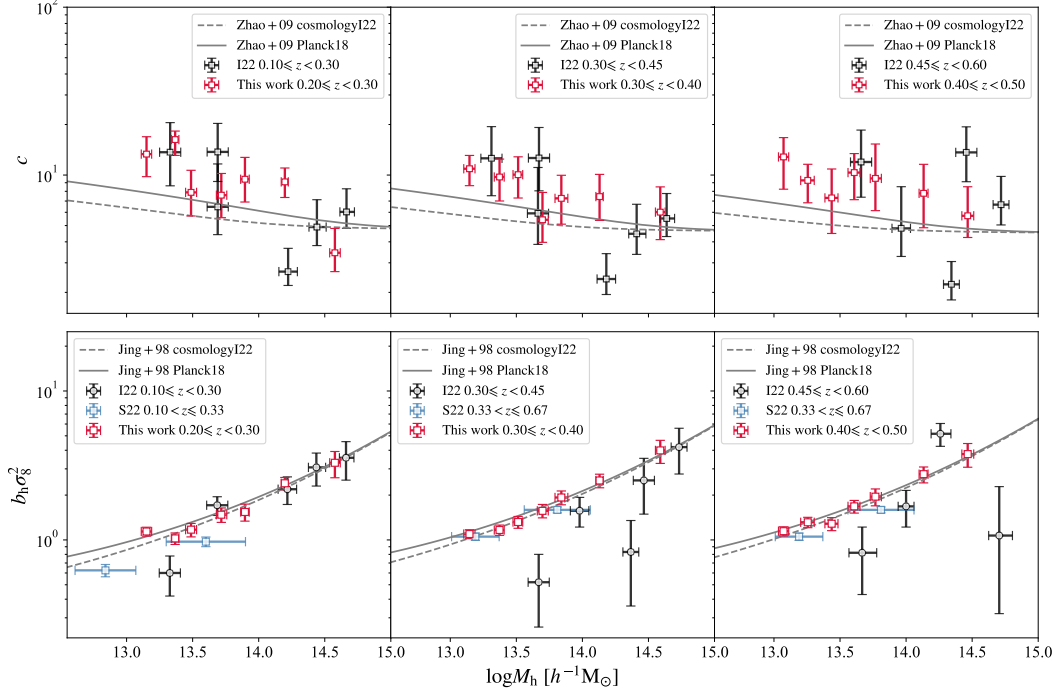 10²
10¹
c
Zhao + 09 cosmologyI22
Zhao + 09 Planck18
I22 0.10⩽ z < 0.30
This work 0.20⩽ z < 0.30
Zhao + 09 cosmologyI22
Zhao + 09 Planck18
I22 0.30⩽ z < 0.45
This work 0.30⩽ z < 0.40
Zhao + 09 cosmologyI22
Zhao + 09 Planck18
I22 0.45⩽ z < 0.60
This work 0.40⩽ z < 0.50
10¹
10⁰
b_hσ₈²
Jing + 98 cosmologyI22
Jing + 98 Planck18
I22 0.10⩽ z < 0.30
S22 0.10 < z⩽ 0.33
This work 0.20⩽ z < 0.30
Jing + 98 cosmologyI22
Jing + 98 Planck18
I22 0.30⩽ z < 0.45
S22 0.33 < z⩽ 0.67
This work 0.30⩽ z < 0.40
Jing + 98 cosmologyI22
Jing + 98 Planck18
I22 0.45⩽ z < 0.60
S22 0.33 < z⩽ 0.67
This work 0.40⩽ z < 0.50
13.0 13.5 14.0 14.5 15.0 13.0 13.5 14.0 14.5 15.0 13.0 13.5 14.0 14.5 15.0
logM_h [h⁻¹M_⊙]